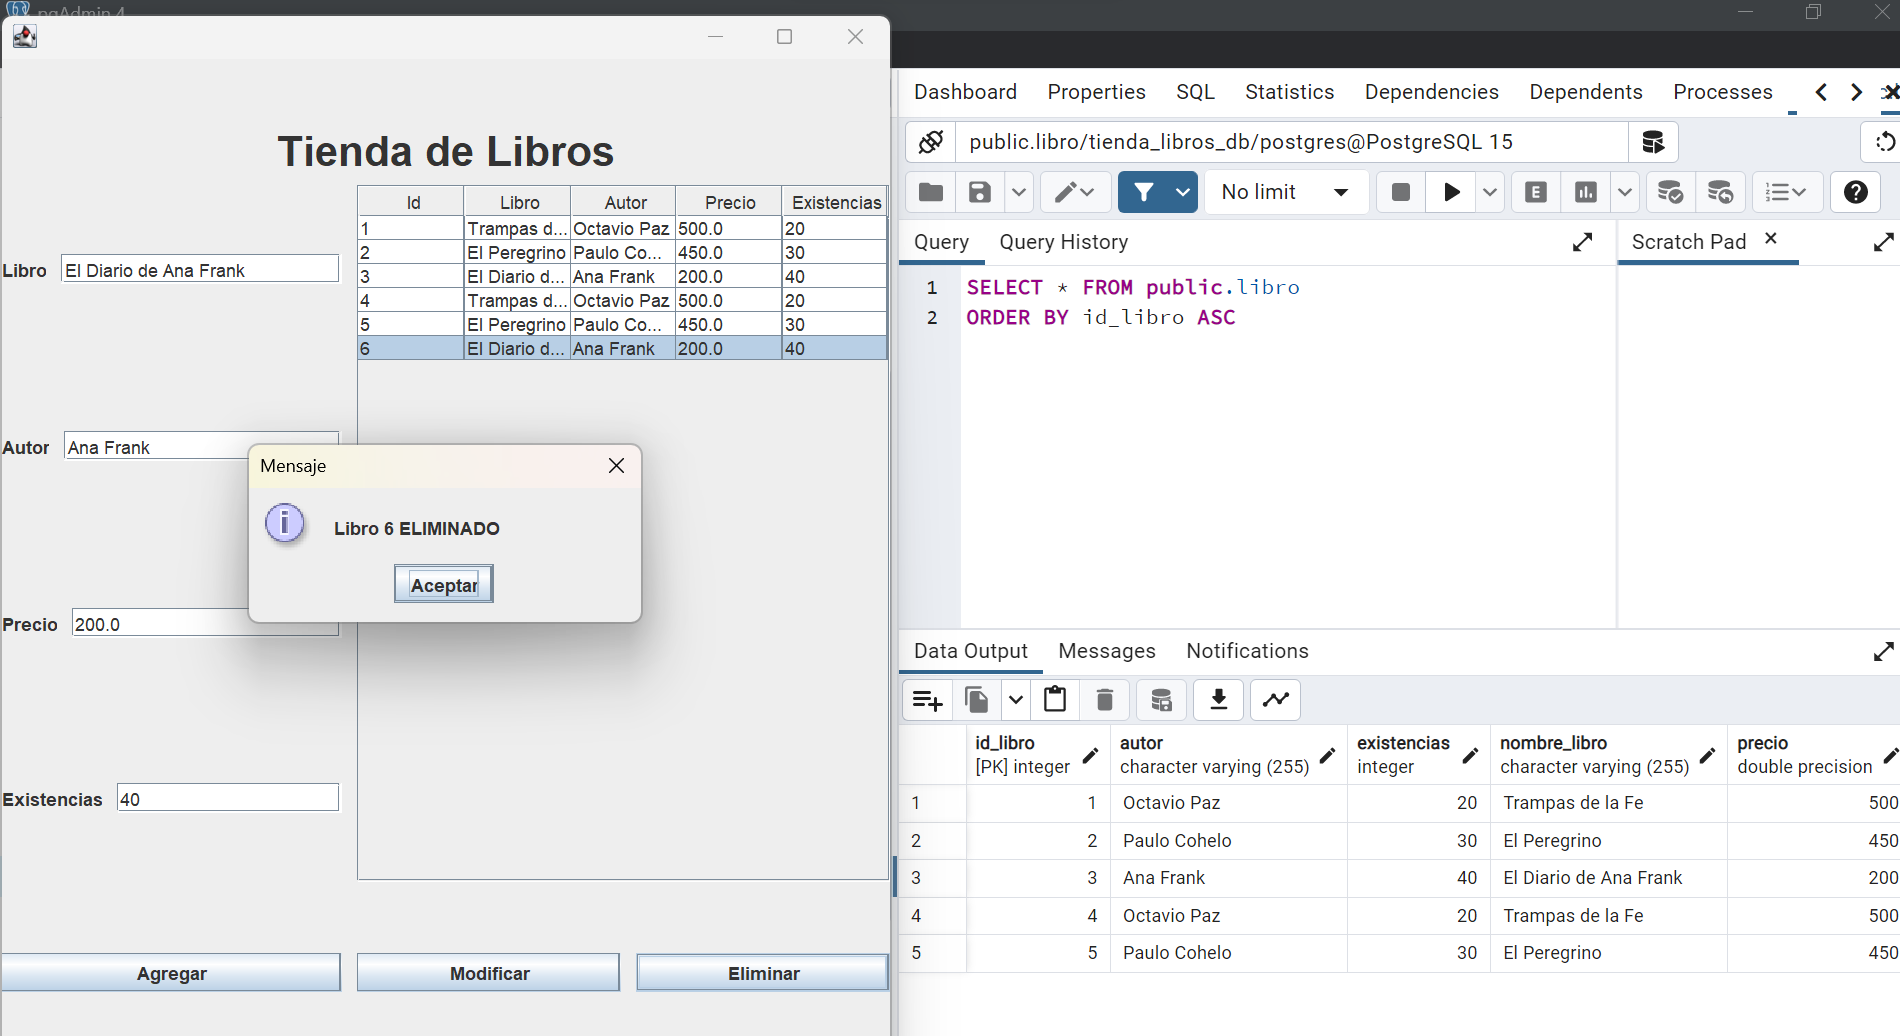 pgAdmin 4
Tienda de Libros
Libro El Diario de Ana Frank
Autor Ana Frank
Precio 200.0
Existencias 40
Id Libro Autor Precio Existencias
1 Trampas d... Octavio Paz 500.0 20
2 El Peregrino Paulo Co... 450.0 30
3 El Diario d... Ana Frank 200.0 40
4 Trampas d... Octavio Paz 500.0 20
5 El Peregrino Paulo Co... 450.0 30
6 El Diario d... Ana Frank 200.0 40
Mensaje
Libro 6 ELIMINADO
Aceptar
Agregar Modificar Eliminar
Dashboard Properties SQL Statistics Dependencies Dependents Processes
public.libro/tienda_libros_db/postgres@PostgreSQL 15
No limit
E
Query Query History
Scratch Pad
1 SELECT * FROM public.libro
2 ORDER BY id_libro ASC
Data Output Messages Notifications
id_libro autor existencias nombre_libro precio
[PK] integer character varying (255) integer character varying (255) double precision
1 1 Octavio Paz 20 Trampas de la Fe 500
2 2 Paulo Cohelo 30 El Peregrino 450
3 3 Ana Frank 40 El Diario de Ana Frank 200
4 4 Octavio Paz 20 Trampas de la Fe 500
5 5 Paulo Cohelo 30 El Peregrino 450